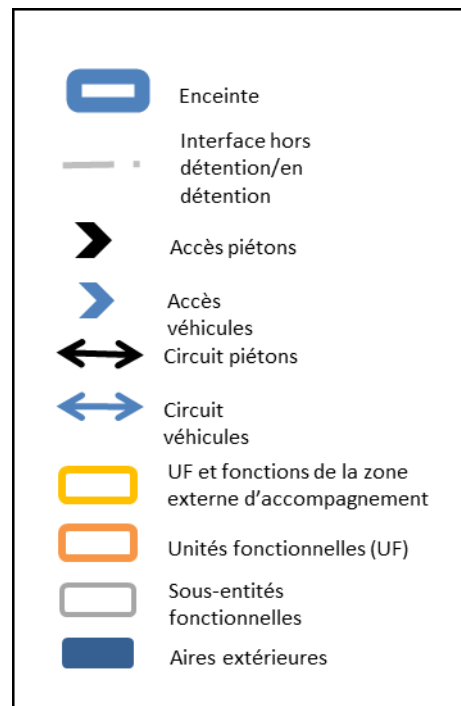 Enceinte
Interface hors
détention/en
détention
Accès piétons
Accès
véhicules
Circuit piétons
Circuit
véhicules
UF et fonctions de la zone
externe d’accompagnement
Unités fonctionnelles (UF)
Sous-entités
fonctionnelles
Aires extérieures